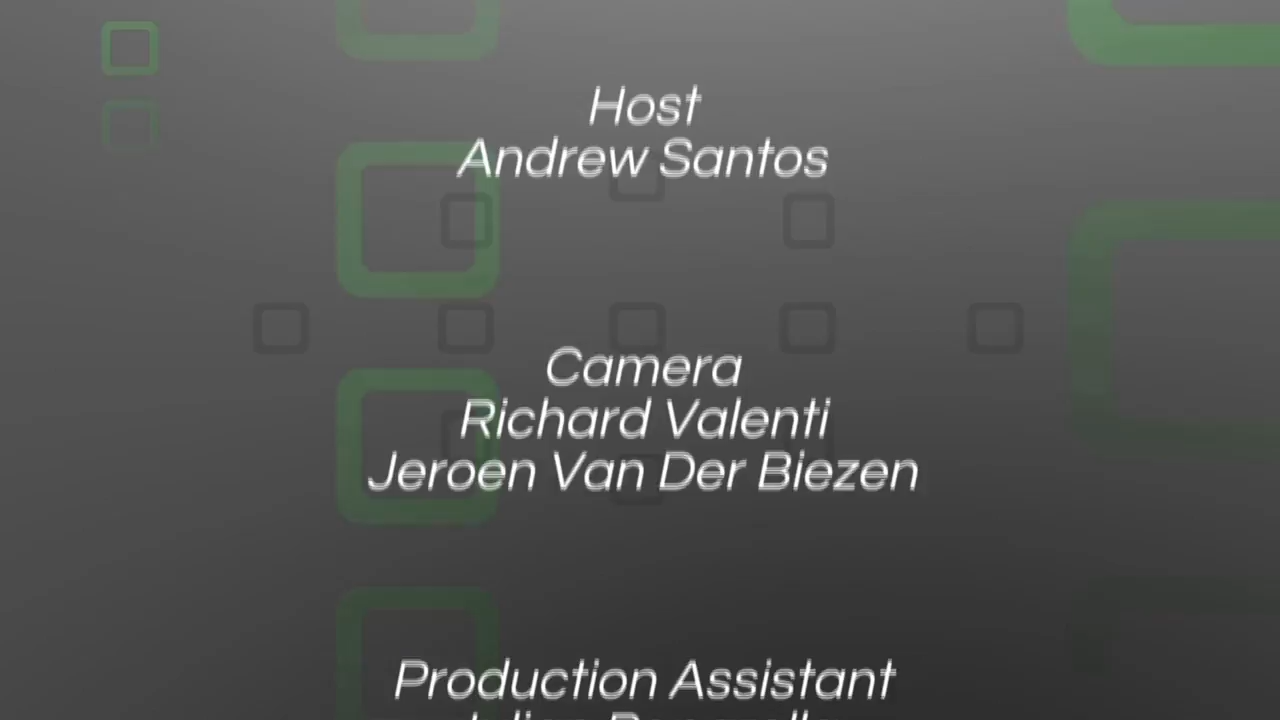 Host
Andrew Santos
Camera
Richard Valenti
Jeroen Van Der Biezen
Production Assistant